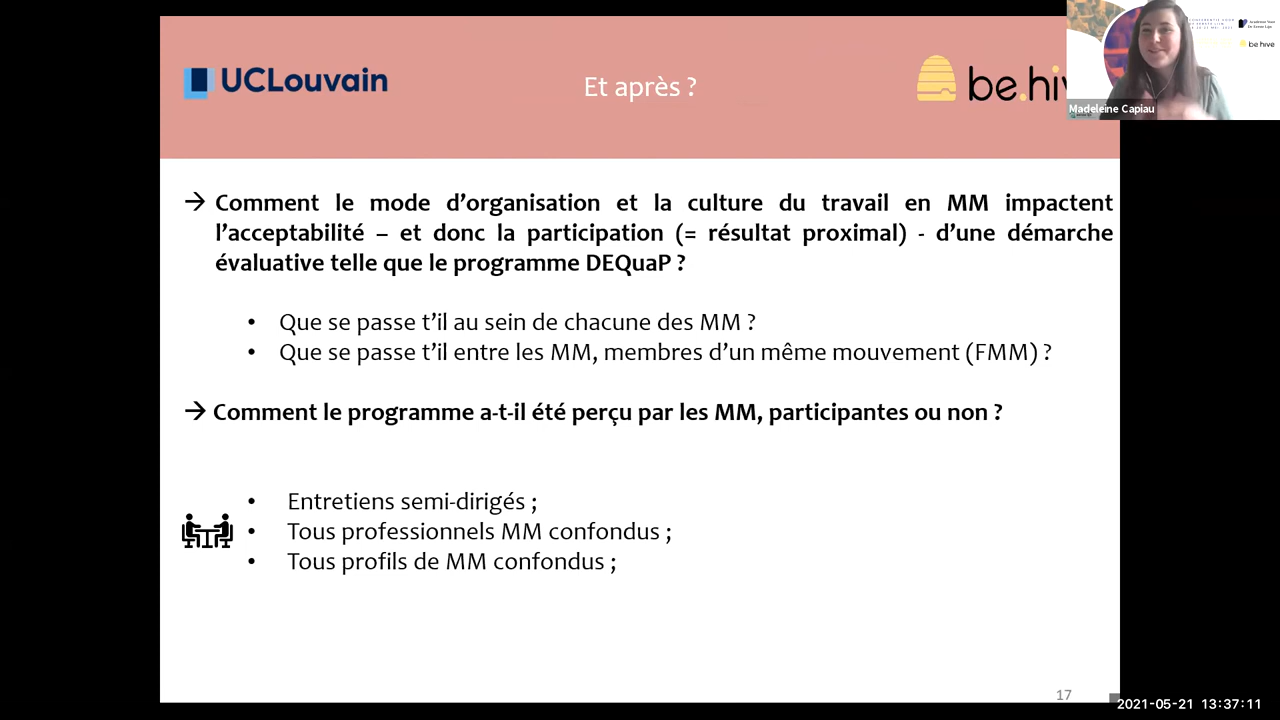 UCLouvain
Et après ?
be.hi
be hive
Madeleine Capiau
→ Comment le mode d’organisation et la culture du travail en MM impactent
l’acceptabilité – et donc la participation (= résultat proximal) - d’une démarche
évaluative telle que le programme DEQuaP ?
• Que se passe t’il au sein de chacune des MM ?
• Que se passe t’il entre les MM, membres d’un même mouvement (FMM) ?
→ Comment le programme a-t-il été perçu par les MM, participantes ou non ?
• Entretiens semi-dirigés ;
• Tous professionnels MM confondus ;
• Tous profils de MM confondus ;
17
2021-05-21 13:37:11